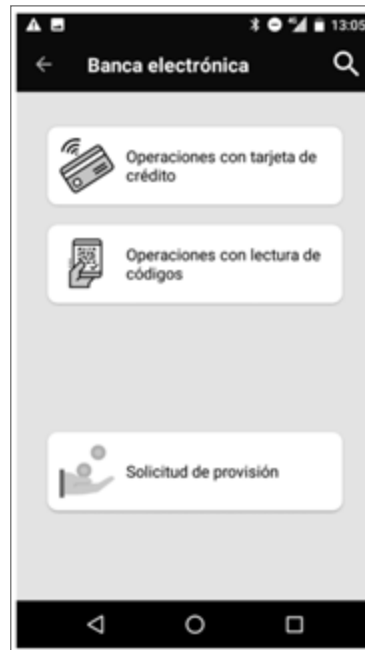 13:05
Banca electrónica
Operaciones con tarjeta de
crédito
Operaciones con lectura de
códigos
Solicitud de provisión